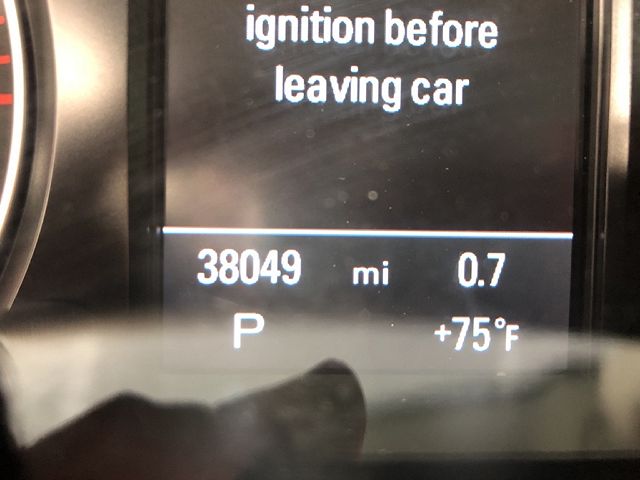 ignition before
leaving car
38049 mi 0.7
P +75°F